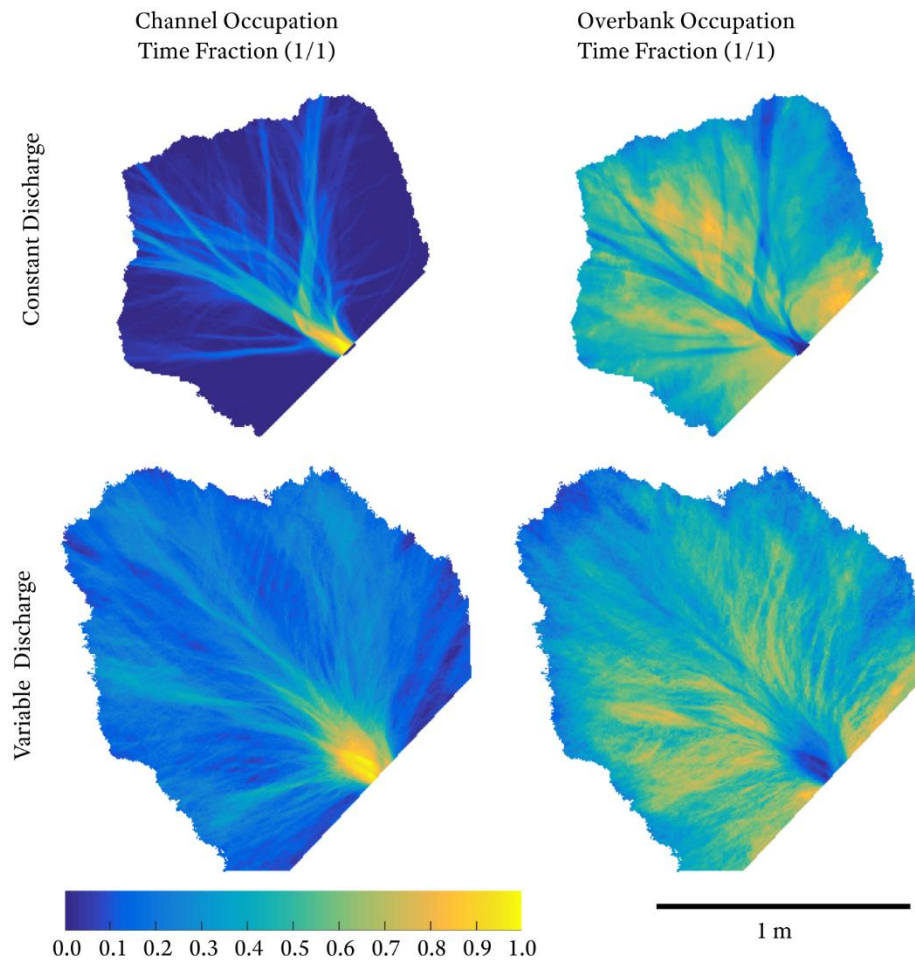 Channel Occupation
Time Fraction (1/1)
Overbank Occupation
Time Fraction (1/1)
Constant Discharge
Variable Discharge
0.0 0.1 0.2 0.3 0.4 0.5 0.6 0.7 0.8 0.9 1.0
1 m